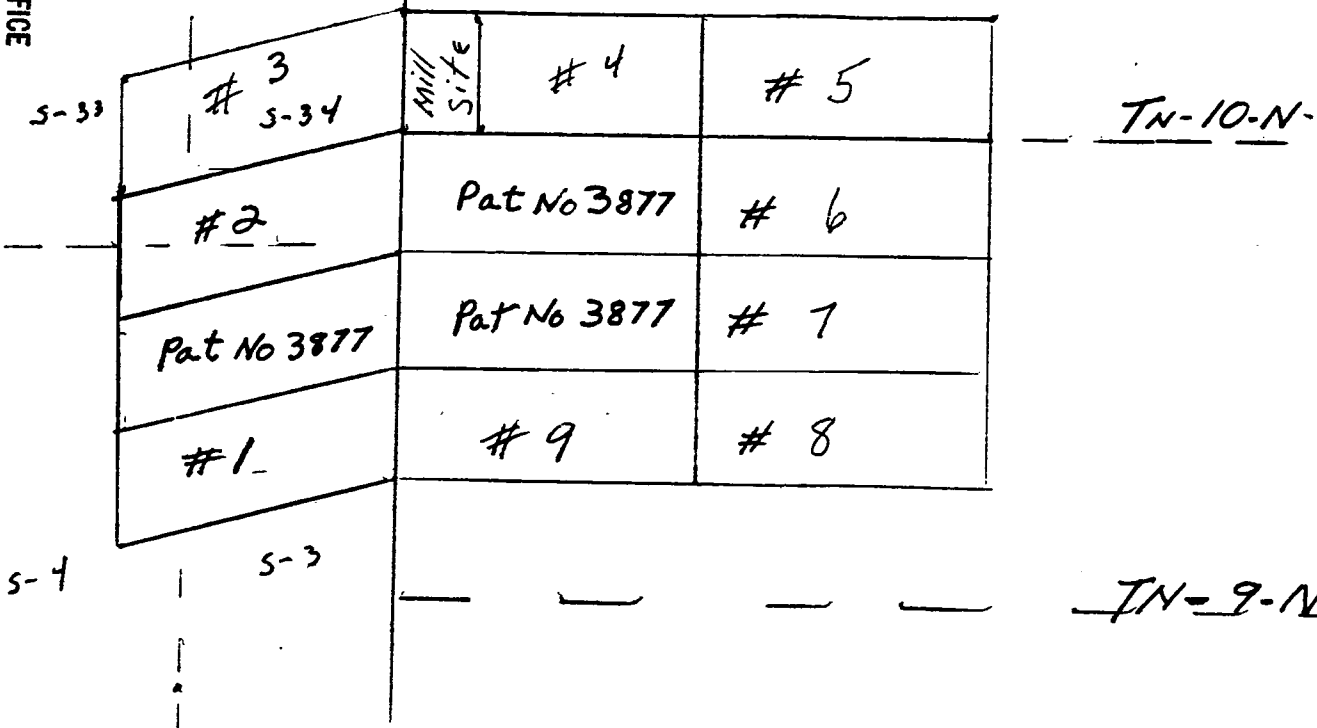 FICE
# 3
Mill Site
# 4
# 5
S-33
S-34
TN-10-N-
#2
Pat No 3877
# 6
Pat No 3877
Pat No 3877
# 7
#1
# 9
# 8
S-4
S-3
TN-9-N